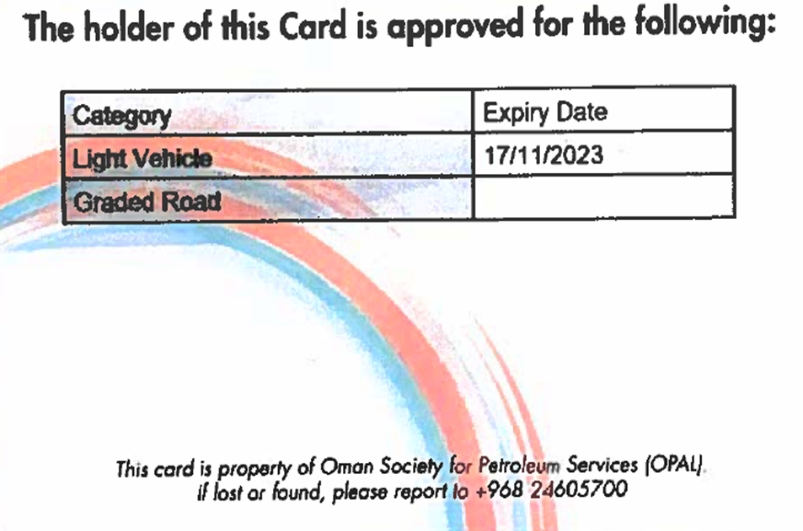 The holder of this Card is approved for the following:
Category Expiry Date
Light Vehicle 17/11/2023
Graded Road
This card is property of Oman Society for Petroleum Services (OPAL).
if lost or found, please report to +968 24605700